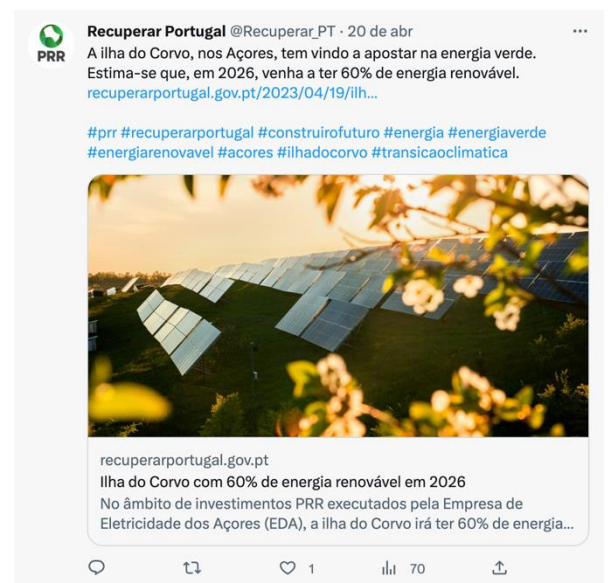 Recuperar Portugal @Recuperar_PT · 20 de abr
PRR
A ilha do Corvo, nos Açores, tem vindo a apostar na energia verde.
Estima-se que, em 2026, venha a ter 60% de energia renovável.
recuperarportugal.gov.pt/2023/04/19/ilh...
#prr #recuperarportugal #construirofuturo #energia #energiaverde
#energiarenovavel #acores #ilhadocorvo #transicaoclimatica
recuperarportugal.gov.pt
Ilha do Corvo com 60% de energia renovável em 2026
No âmbito de investimentos PRR executados pela Empresa de
Eletricidade dos Açores (EDA), a ilha do Corvo irá ter 60% de energia...
1 70